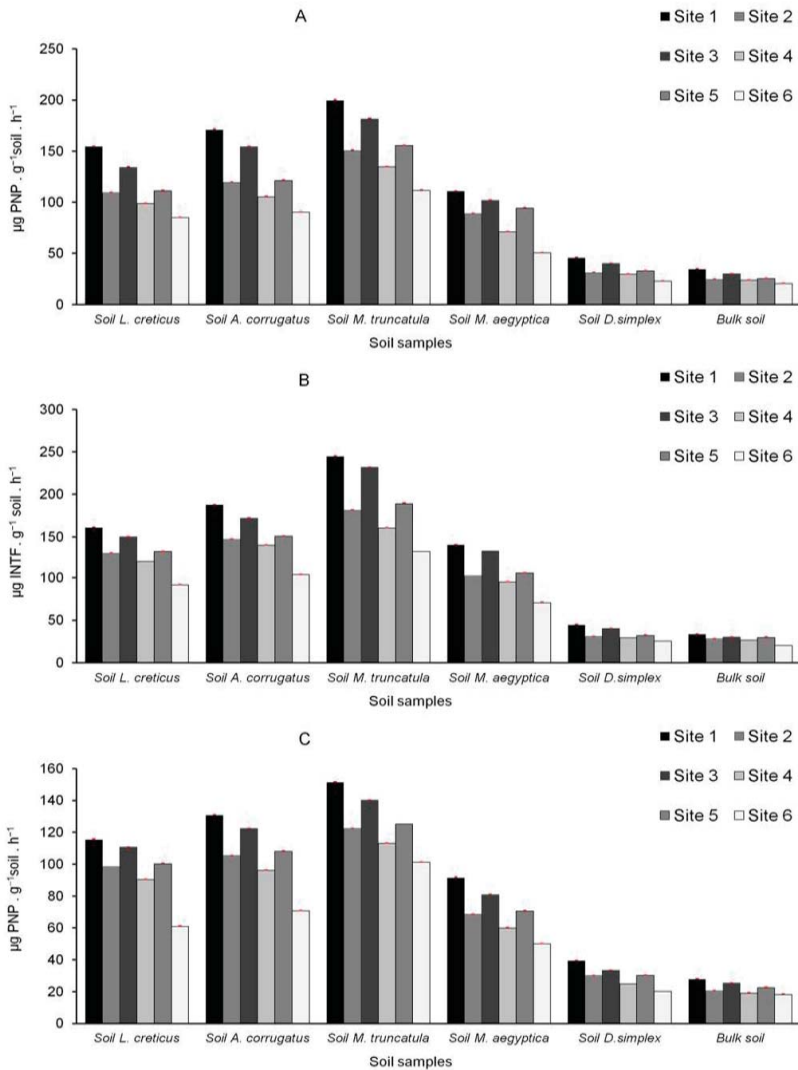 A
Site 1 Site 2
Site 3 Site 4
Site 5 Site 6
250
200
150
100
50
0
µg PNP . g⁻¹soil . h⁻¹
Soil L. creticus Soil A. corrugatus Soil M. truncatula Soil M. aegyptica Soil D.simplex Bulk soil
Soil samples
B
Site 1 Site 2
Site 3 Site 4
Site 5 Site 6
300
250
200
150
100
50
0
µg INTF . g⁻¹ soil . h⁻¹
Soil L. creticus Soil A. corrugatus Soil M. truncatula Soil M. aegyptica Soil D.simplex Bulk soil
Soil samples
C
Site 1 Site 2
Site 3 Site 4
Site 5 Site 6
160
140
120
100
80
60
40
20
0
µg PNP . g⁻¹soil . h⁻¹
Soil L. creticus Soil A. corrugatus Soil M. truncatula Soil M. aegyptica Soil D.simplex Bulk soil
Soil samples